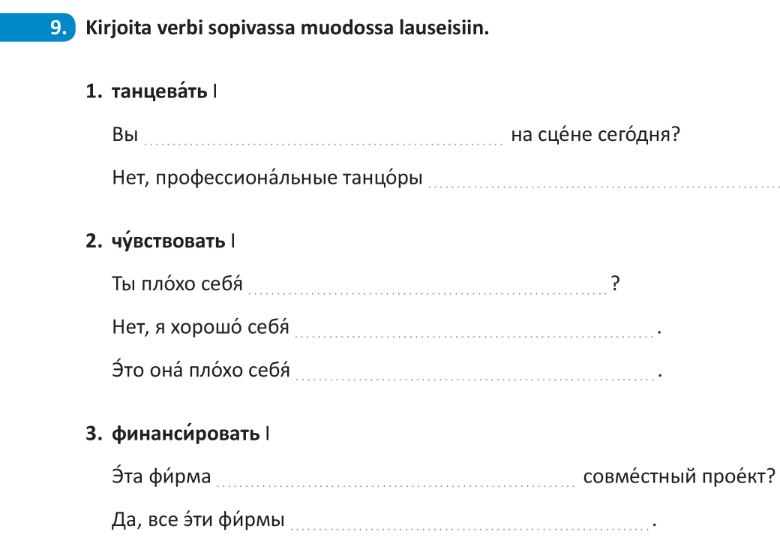 9. Kirjoita verbi sopivassa muodossa lauseisiin.
1. танцева́ть I
Вы ........ на сце́не сего́дня?
Нет, профессиона́льные танцо́ры ........
2. чу́вствовать I
Ты пло́хо себя́ ........ ?
Нет, я хорошо́ себя́ ........ .
Э́то она́ пло́хо себя́ ........ .
3. финанси́ровать I
Э́та фи́рма ........ совме́стный прое́кт?
Да, все э́ти фи́рмы ........ .